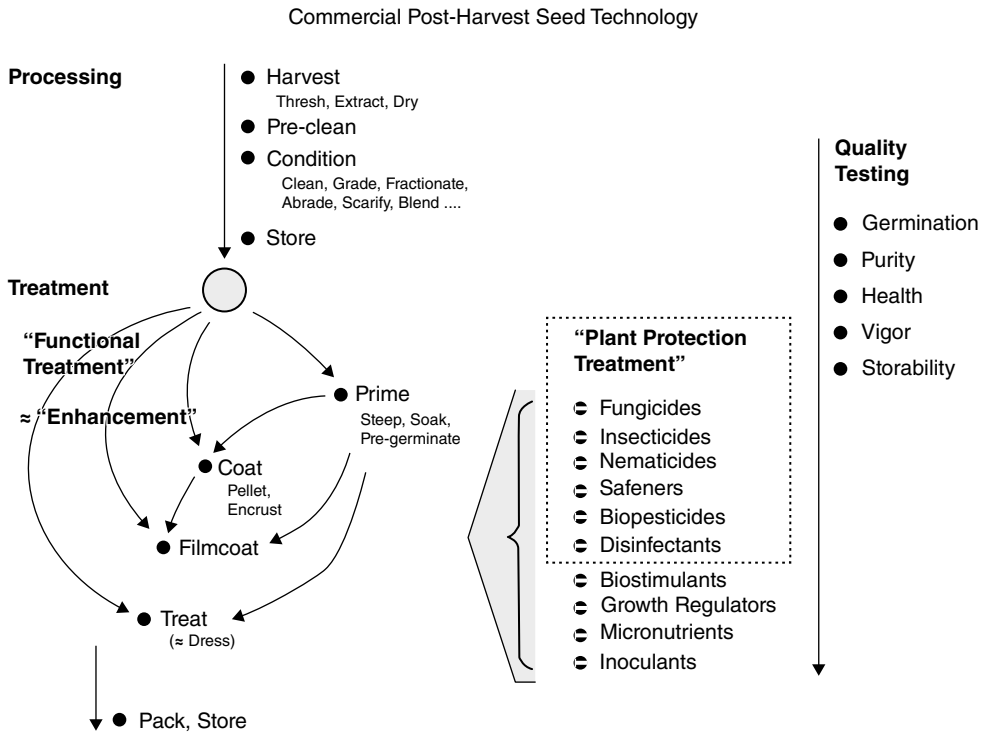 Commercial Post-Harvest Seed Technology
Processing
Harvest
Thresh, Extract, Dry
Pre-clean
Condition
Clean, Grade, Fractionate,
Abrade, Scarify, Blend ....
Store
Treatment
“Functional
Treatment”
≈ “Enhancement”
Prime
Steep, Soak,
Pre-germinate
Coat
Pellet,
Encrust
Filmcoat
Treat
(≈ Dress)
Pack, Store
“Plant Protection
Treatment”
Fungicides
Insecticides
Nematicides
Safeners
Biopesticides
Disinfectants
Biostimulants
Growth Regulators
Micronutrients
Inoculants
Quality
Testing
Germination
Purity
Health
Vigor
Storability